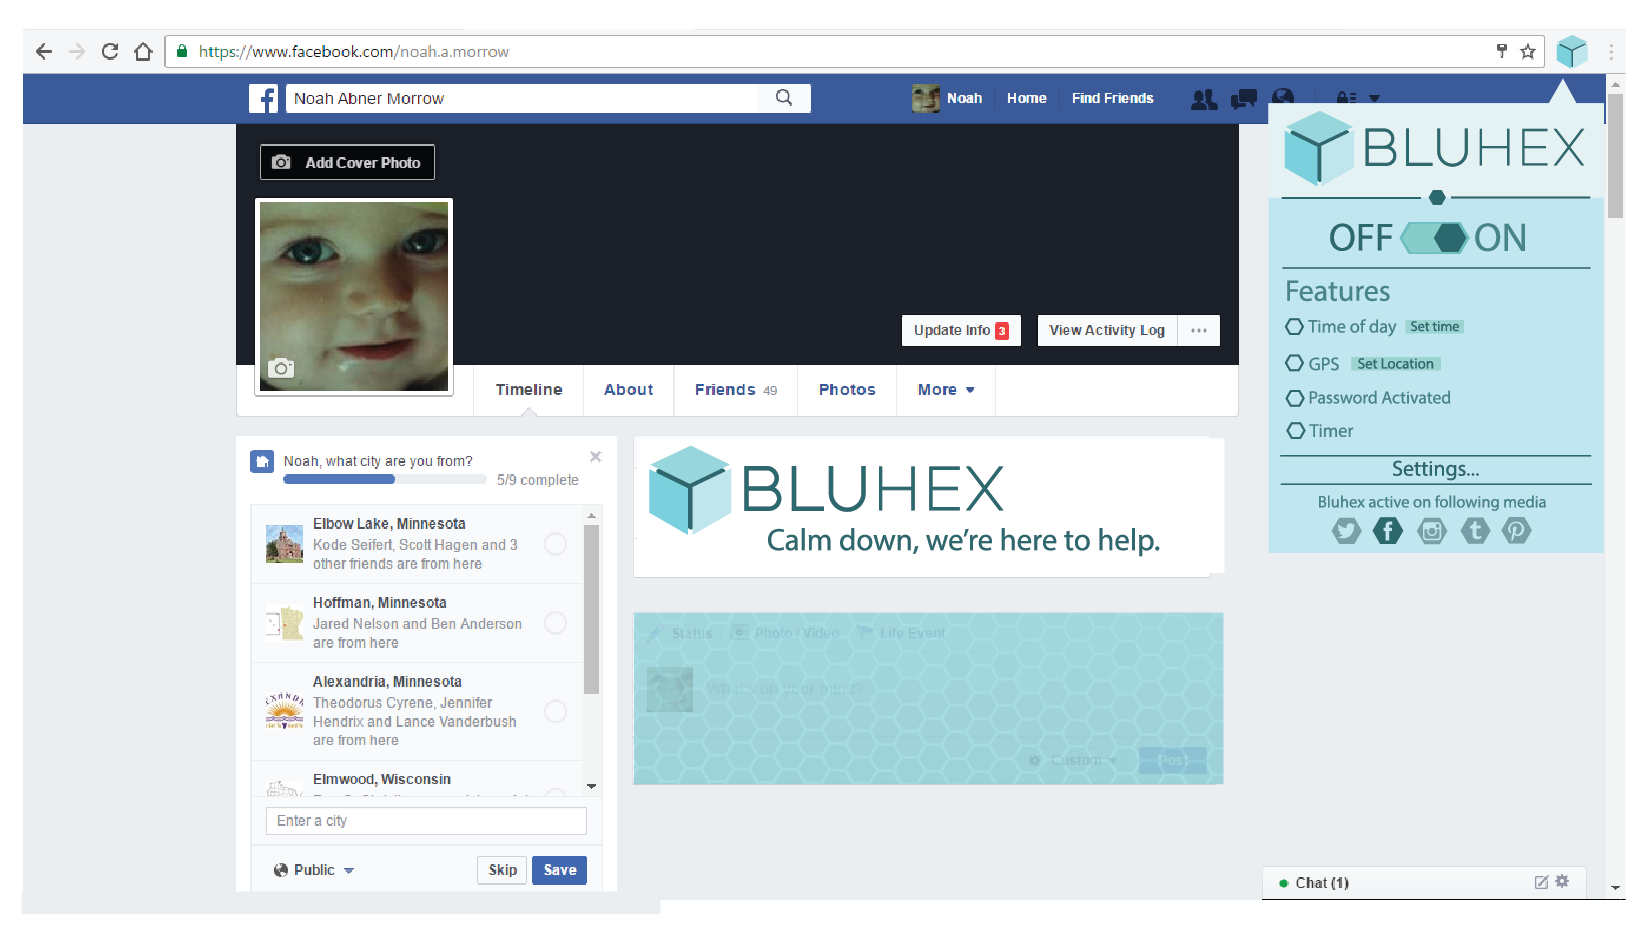 https://www.facebook.com/noah.a.morrow
Noah Abner Morrow
Noah Home Find Friends
Add Cover Photo
Update Info 3
View Activity Log
Timeline About Friends 49 Photos More
Noah, what city are you from?
5/9 complete
Elbow Lake, Minnesota
Kode Seifert, Scott Hagen and 3
other friends are from here
Hoffman, Minnesota
Jared Nelson and Ben Anderson
are from here
Alexandria, Minnesota
Theodorus Cyrene, Jennifer
Hendrix and Lance Vanderbush
are from here
Elmwood, Wisconsin
Enter a city
Public
Skip Save
BLUHEX
Calm down, we're here to help.
Status Photo / Video Life Event
What's on your mind?
Custom Post
BLUHEX
OFF ON
Features
Time of day Set time
GPS Set Location
Password Activated
Timer
Settings...
Bluhex active on following media
Chat (1)